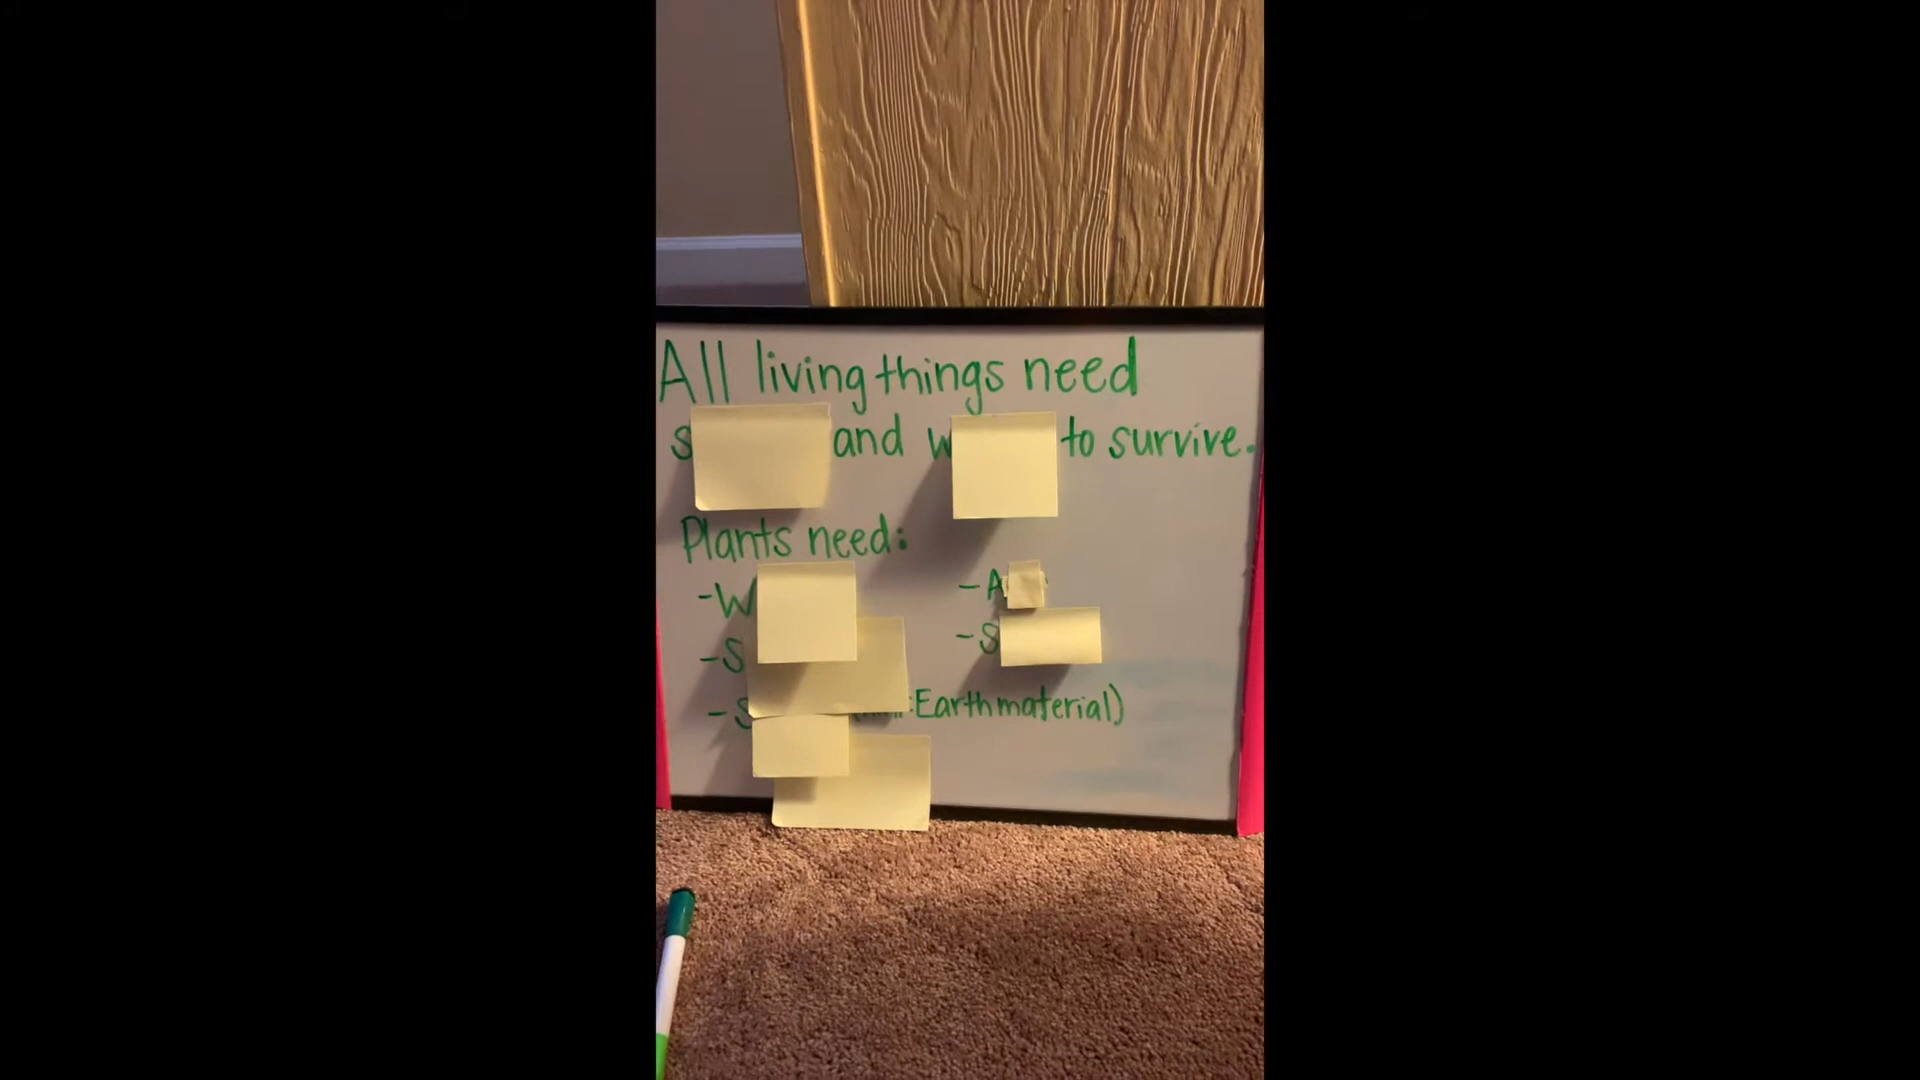 All living things need
s and w to survive.
Plants need:
- W
- S
- S :Earth material)
- A
- S